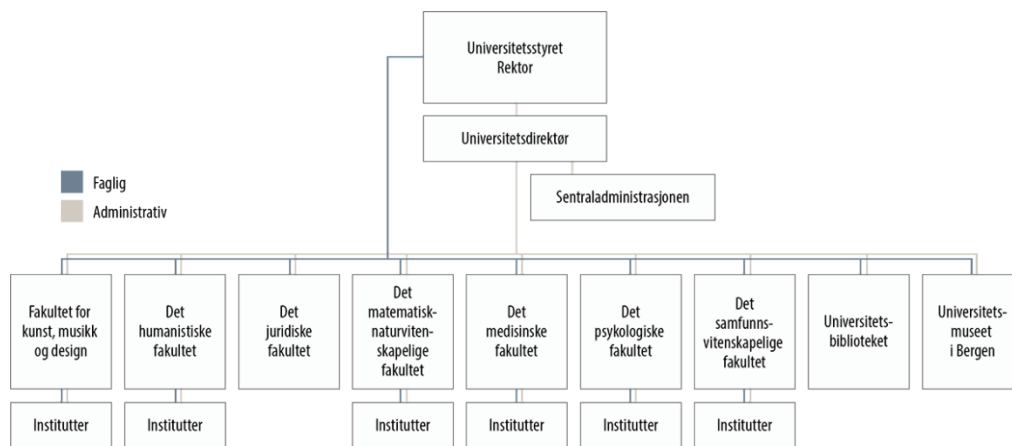 Universitetsstyret
Rektor
Universitetsdirektør
Sentraladministrasjonen
Faglig
Administrativ
Fakultet for
kunst, musikk
og design
Det
humanistiske
fakultet
Det
juridiske
fakultet
Det
matematisk-
naturviten-
skapelige
fakultet
Det
medisinske
fakultet
Det
psykologiske
fakultet
Det
samfunns-
vitenskapelige
fakultet
Universitets-
biblioteket
Universitets-
museet
i Bergen
Institutter
Institutter
Institutter
Institutter
Institutter
Institutter